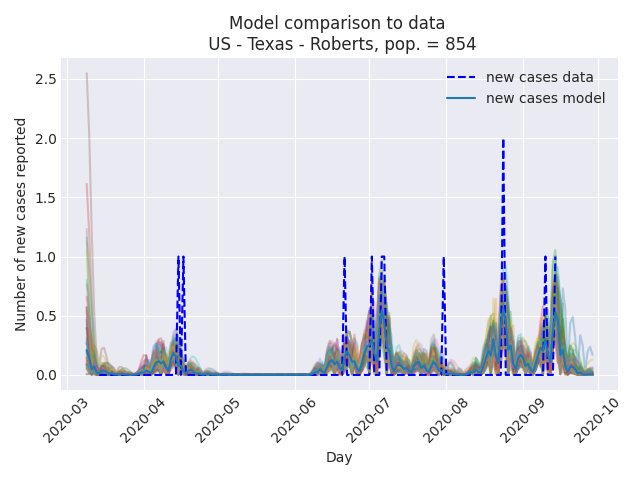 Model comparison to data
US - Texas - Roberts, pop. = 854
new cases data
new cases model
Number of new cases reported
2.5
2.0
1.5
1.0
0.5
0.0
2020-03
2020-04
2020-05
2020-06
2020-07
2020-08
2020-09
2020-10
Day